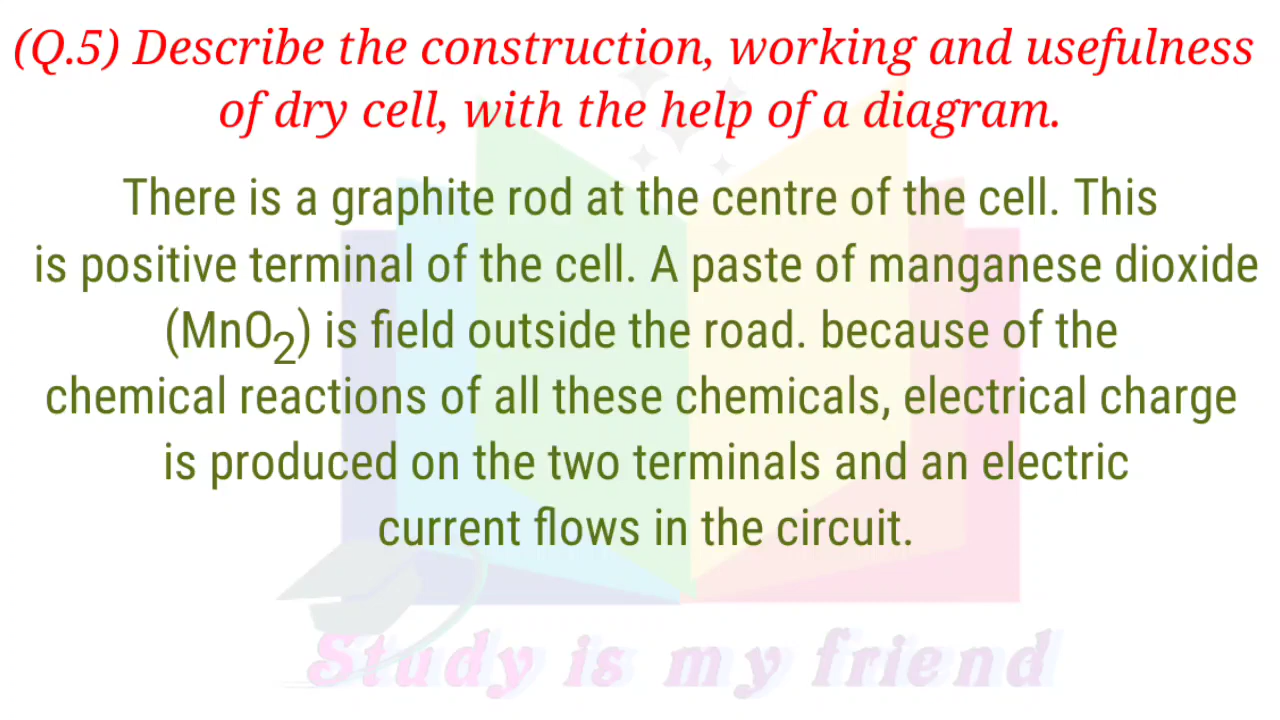 (Q.5) Describe the construction, working and usefulness
of dry cell, with the help of a diagram.
There is a graphite rod at the centre of the cell. This
is positive terminal of the cell. A paste of manganese dioxide
(MnO₂) is field outside the road. because of the
chemical reactions of all these chemicals, electrical charge
is produced on the two terminals and an electric
current flows in the circuit.
Study is my friend